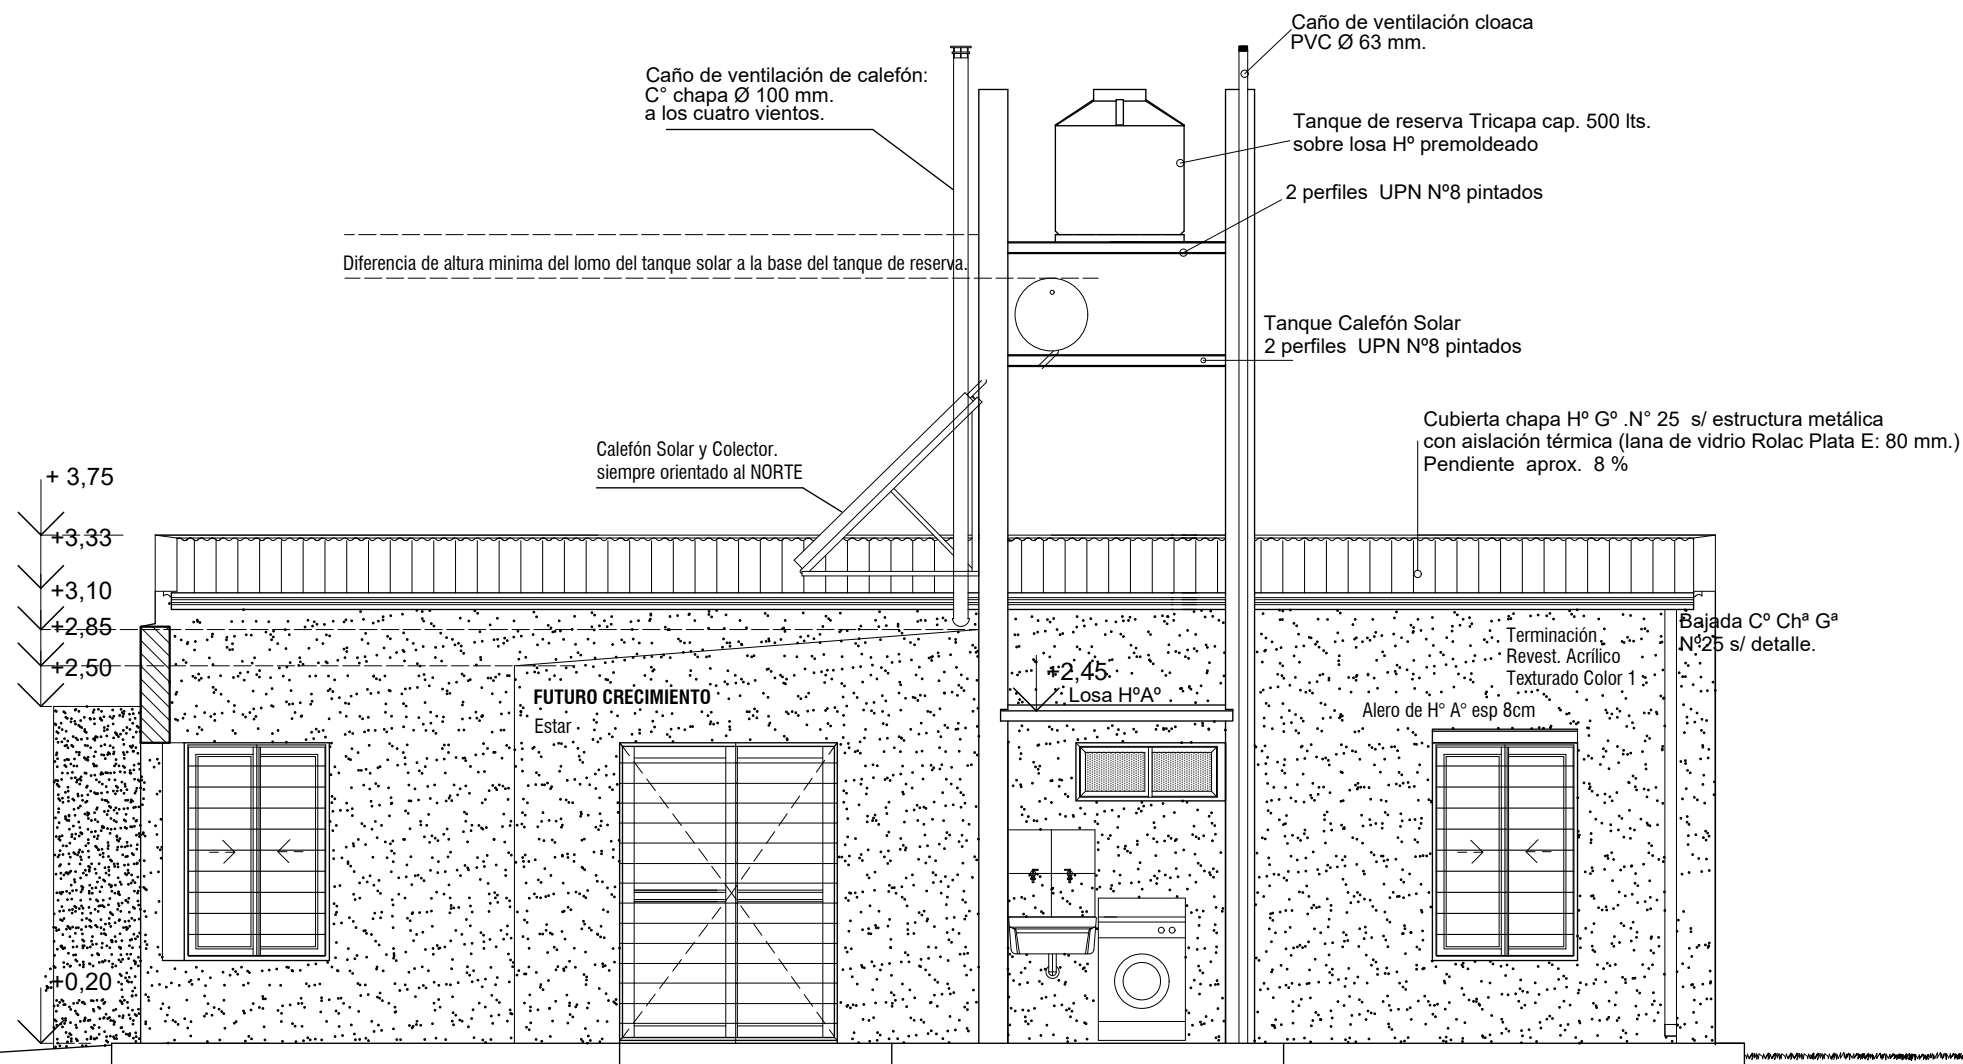 Caño de ventilación cloaca
PVC Ø 63 mm.
Caño de ventilación de calefón:
C° chapa Ø 100 mm.
a los cuatro vientos.
Tanque de reserva Tricapa cap. 500 lts.
sobre losa Hº premoldeado
2 perfiles UPN Nº8 pintados
Diferencia de altura minima del lomo del tanque solar a la base del tanque de reserva.
Tanque Calefón Solar
2 perfiles UPN Nº8 pintados
Cubierta chapa Hº Gº .N° 25 s/ estructura metálica
con aislación térmica (lana de vidrio Rolac Plata E: 80 mm.)
Pendiente aprox. 8 %
Calefón Solar y Colector.
siempre orientado al NORTE
+ 3,75
+3,33
+3,10
+2,85
+2,50
+0,20
Bajada Cº Chª Gª
Nº25 s/ detalle.
Terminación
Revest. Acrílico
Texturado Color 1
+2,45
Losa HºAº
FUTURO CRECIMIENTO
Estar
Alero de H° A° esp 8cm